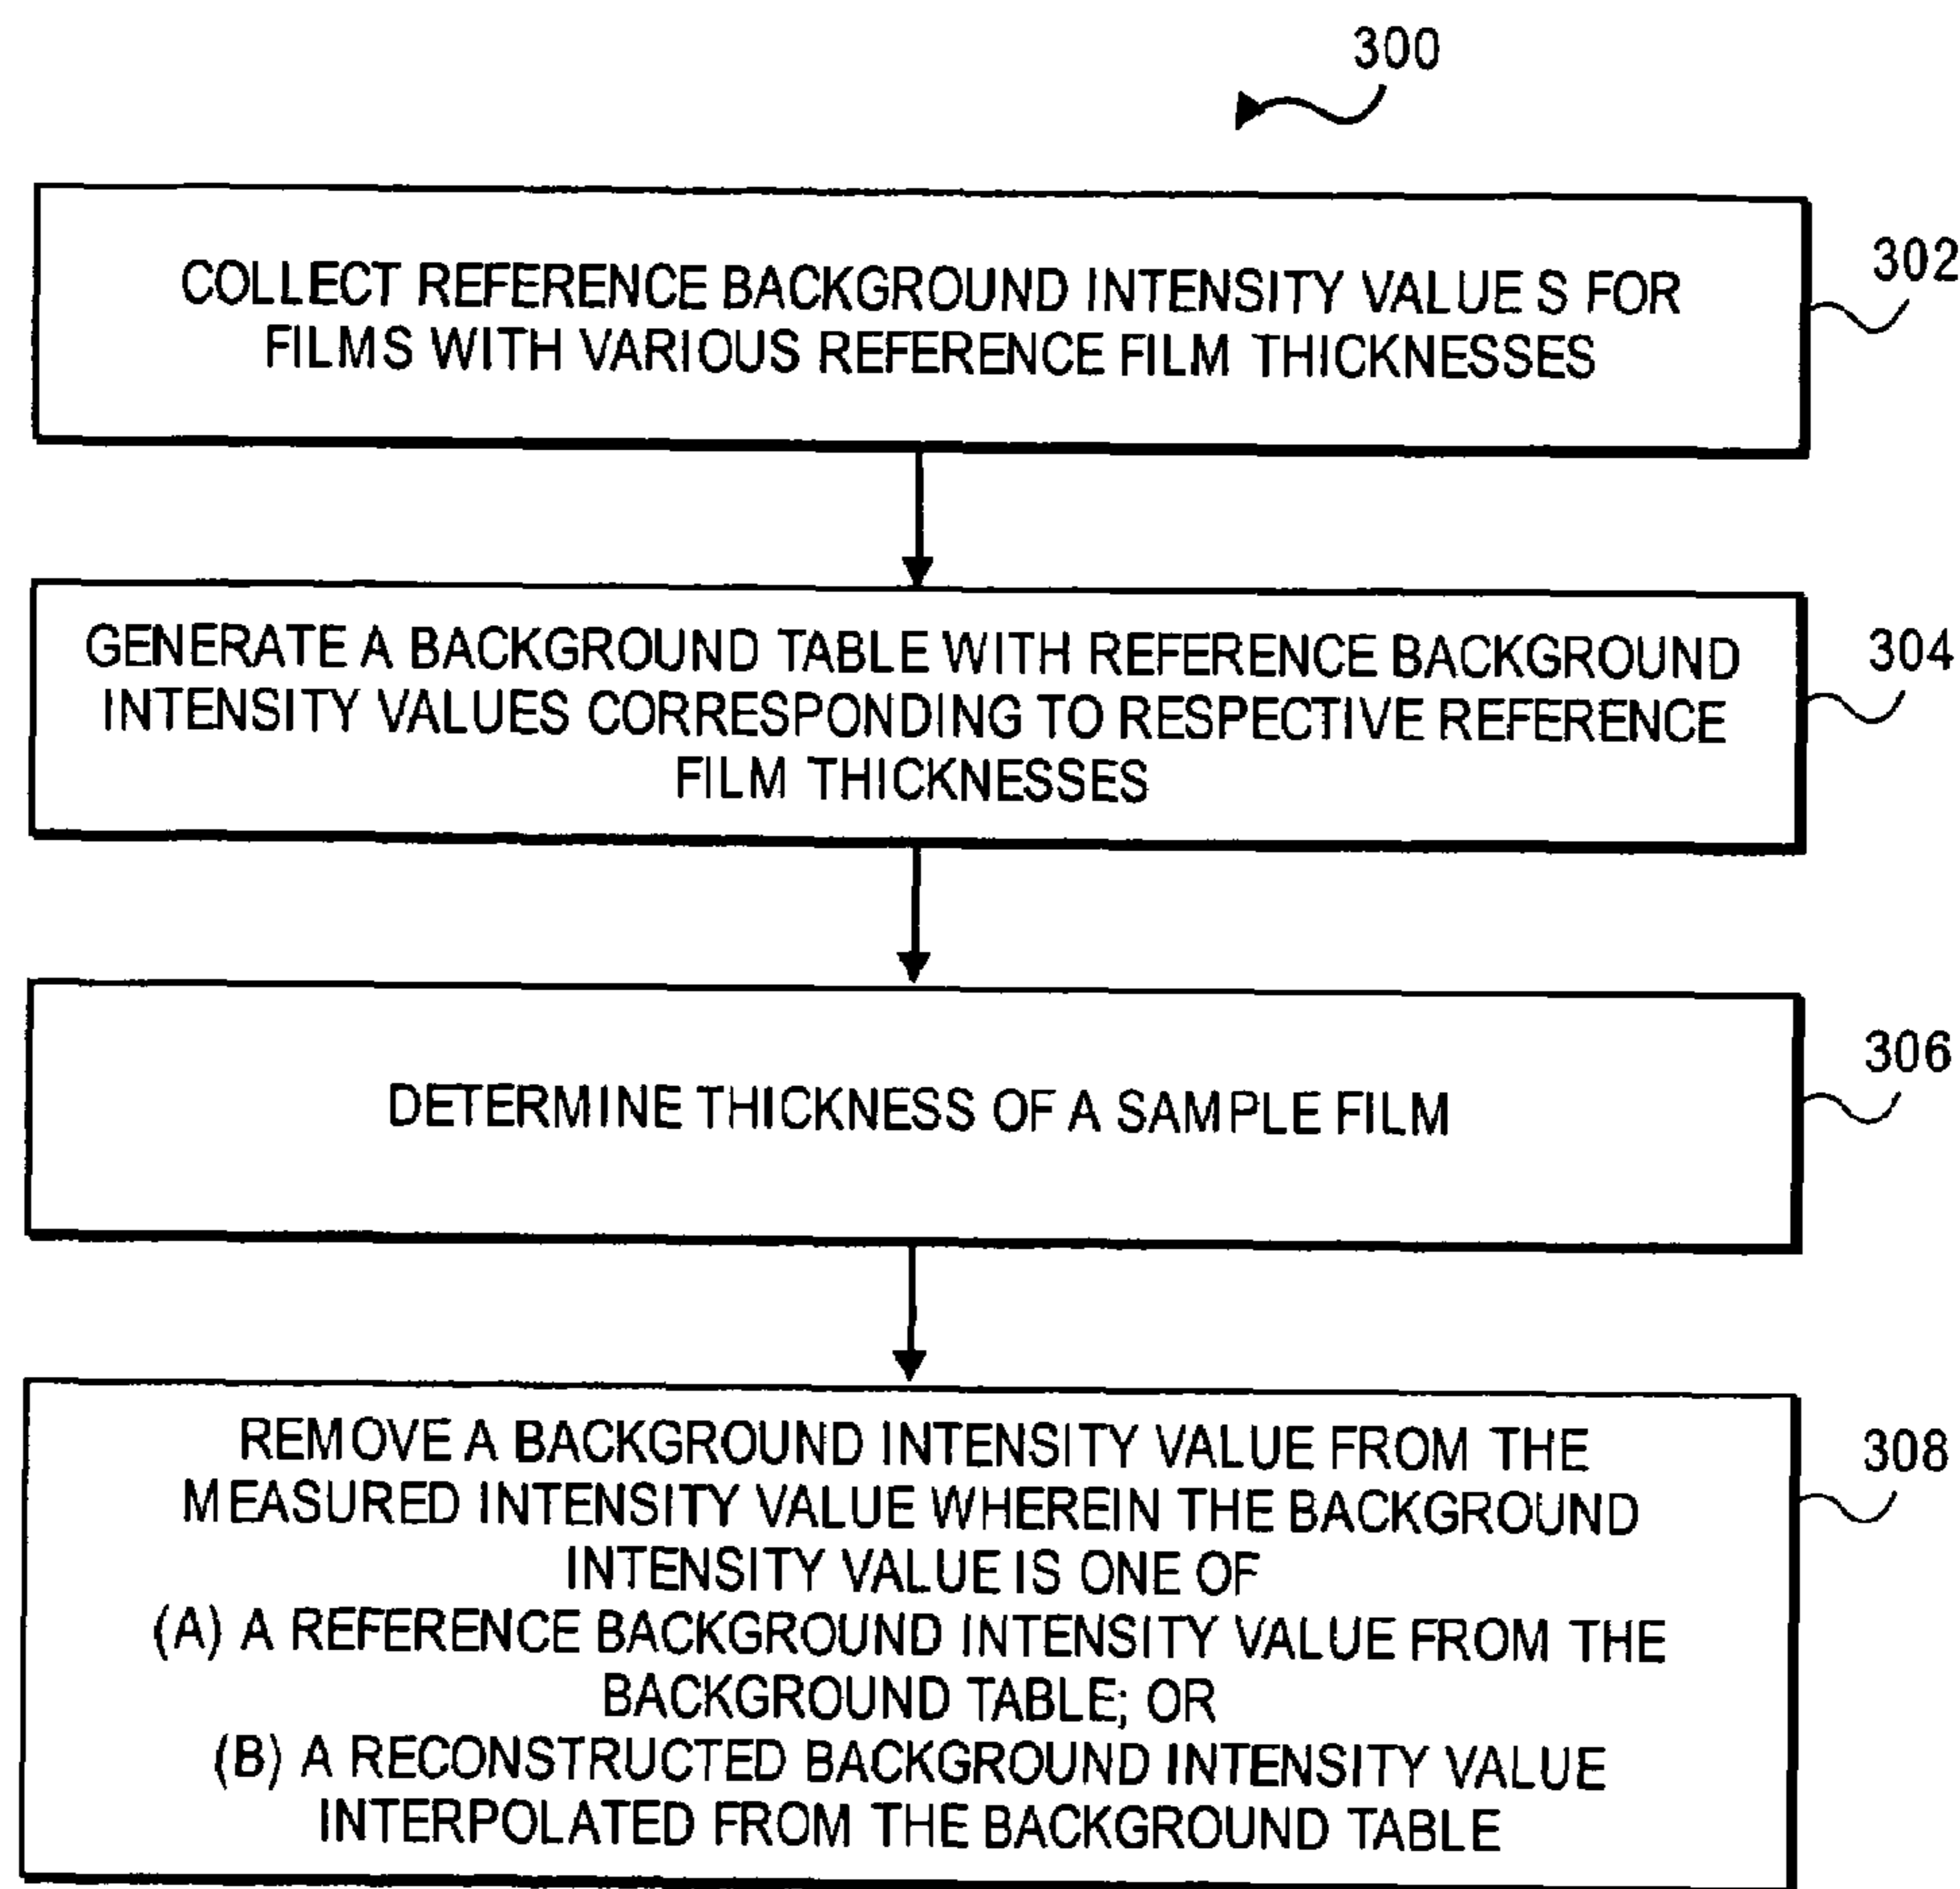 300
COLLECT REFERENCE BACKGROUND INTENSITY VALUE S FOR
FILMS WITH VARIOUS REFERENCE FILM THICKNESSES
302
GENERATE A BACKGROUND TABLE WITH REFERENCE BACKGROUND
INTENSITY VALUES CORRESPONDING TO RESPECTIVE REFERENCE
FILM THICKNESSES
304
DETERMINE THICKNESS OF A SAMPLE FILM
306
REMOVE A BACKGROUND INTENSITY VALUE FROM THE
MEASURED INTENSITY VALUE WHEREIN THE BACKGROUND
INTENSITY VALUE IS ONE OF
(A) A REFERENCE BACKGROUND INTENSITY VALUE FROM THE
BACKGROUND TABLE; OR
(B) A RECONSTRUCTED BACKGROUND INTENSITY VALUE
INTERPOLATED FROM THE BACKGROUND TABLE
308